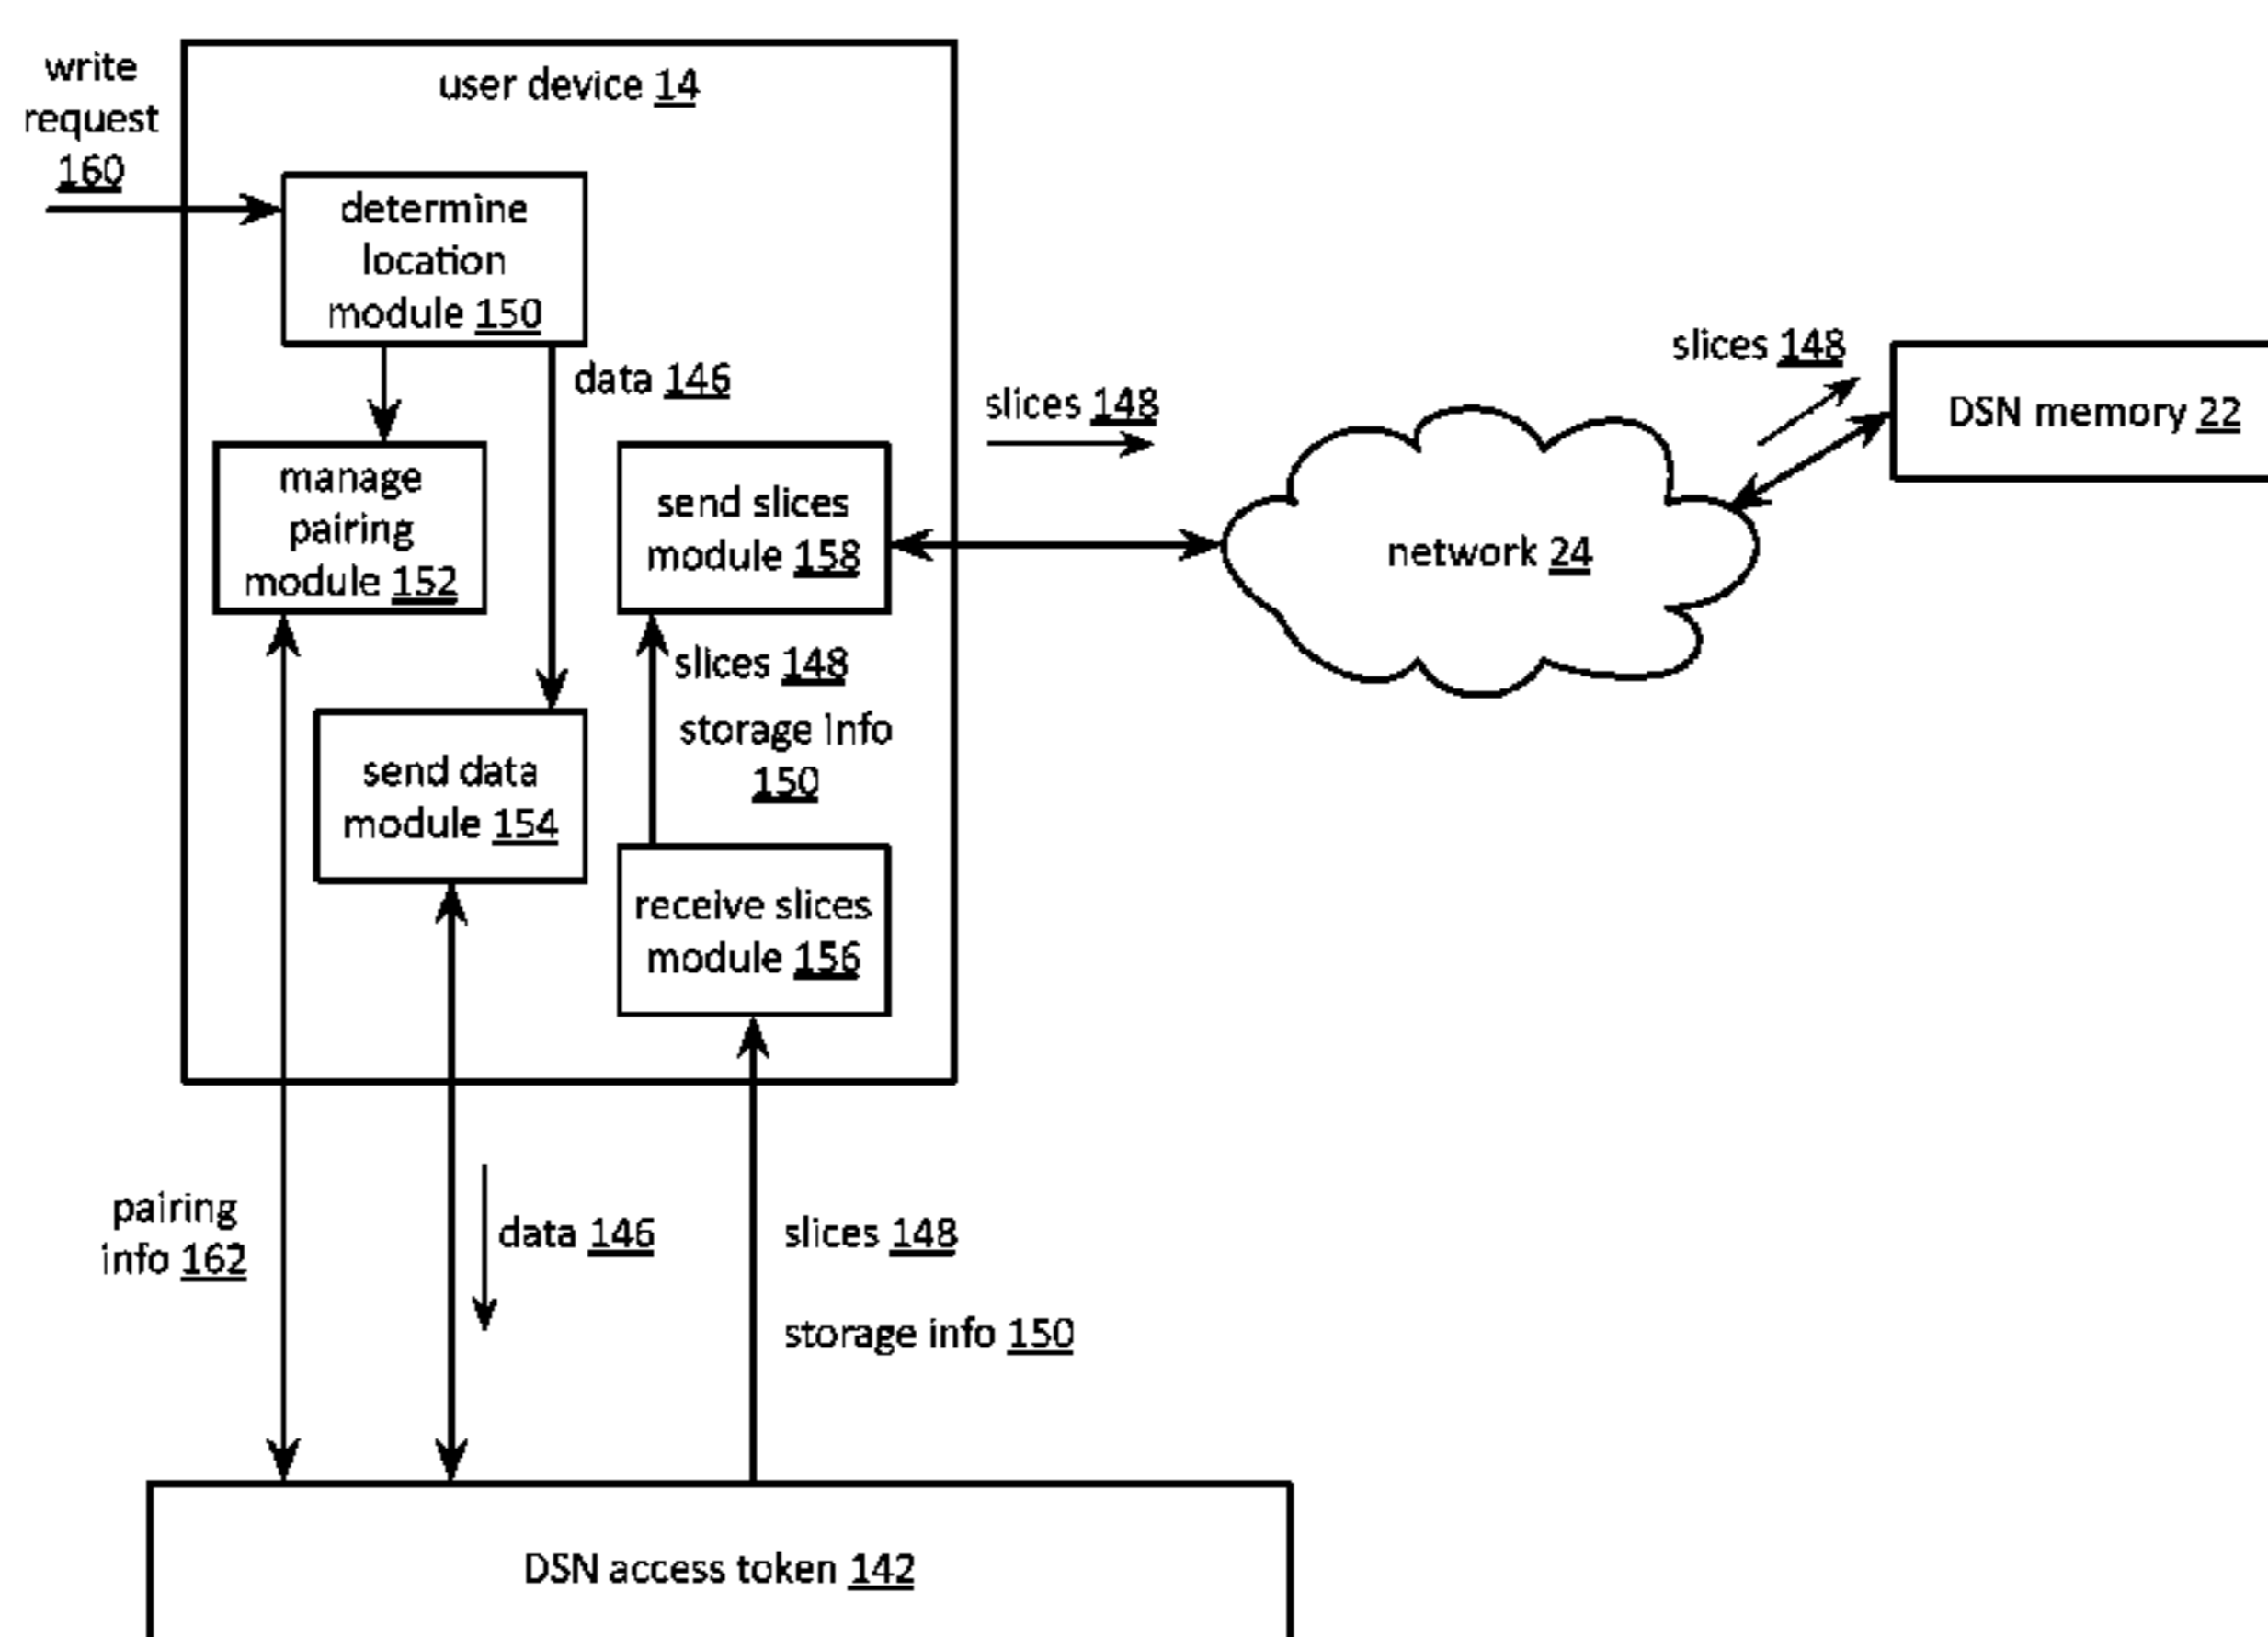 write
request
160
user device 14
determine
location
module 150
data 146
manage
pairing
module 152
send slices
module 158
slices 148
slices 148
DSN memory 22
network 24
slices 148
storage info
150
send data
module 154
receive slices
module 156
pairing
info 162
data 146
slices 148
storage info 150
DSN access token 142